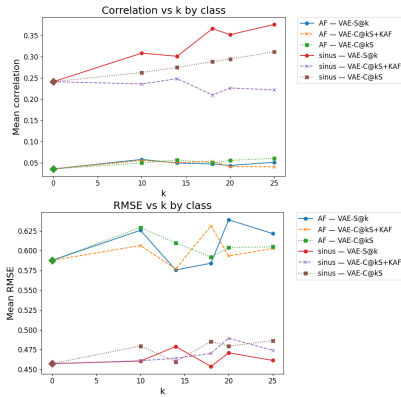 Correlation vs k by class
Mean correlation
0.35
0.30
0.25
0.20
0.15
0.10
0.05
0
5
10
15
20
25
k
AF — VAE-S@k
AF — VAE-C@kS+KAF
AF — VAE-C@kS
sinus — VAE-S@k
sinus — VAE-C@kS+KAF
sinus — VAE-C@kS
RMSE vs k by class
Mean RMSE
0.625
0.600
0.575
0.550
0.525
0.500
0.475
0.450
0
5
10
15
20
25
k
AF — VAE-S@k
AF — VAE-C@kS+KAF
AF — VAE-C@kS
sinus — VAE-S@k
sinus — VAE-C@kS+KAF
sinus — VAE-C@kS